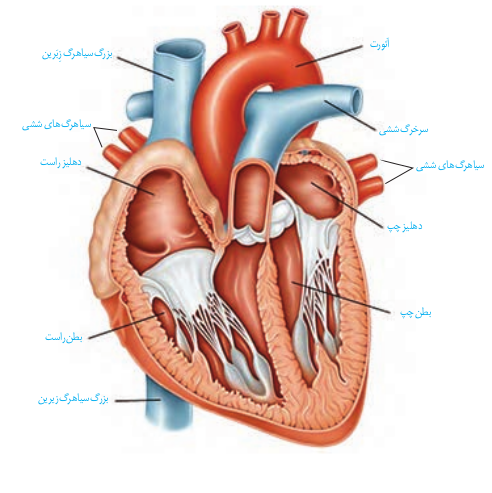 آئورت
بزرگ سیاهرگ زبرین
سرخرگ ششی
سیاهرگ‌های ششی
سیاهرگ‌های ششی
دهلیز راست
دهلیز چپ
بطن چپ
بطن راست
بزرگ سیاهرگ زیرین